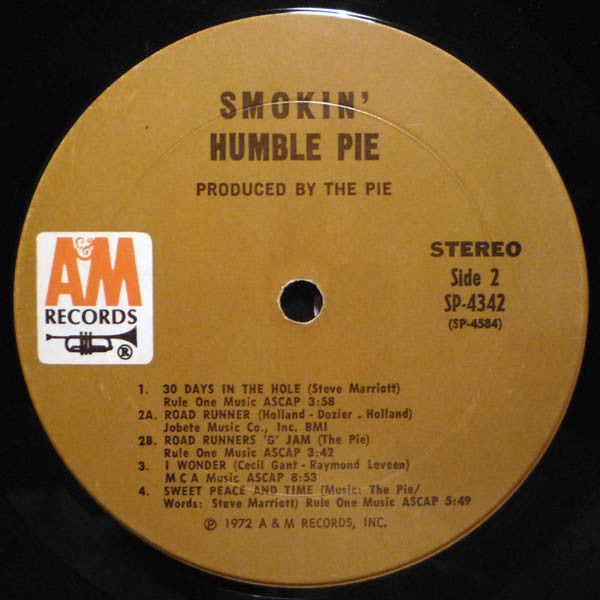 SMOKIN'
HUMBLE PIE
PRODUCED BY THE PIE
A&M
RECORDS
®
STEREO
Side 2
SP-4342
(SP-4584)
1. 30 DAYS IN THE HOLE (Steve Marriott)
Rule One Music ASCAP 3:58
2A. ROAD RUNNER (Holland - Dozier - Holland)
Jobete Music Co., Inc. BMI
2B. ROAD RUNNERS 'G' JAM (The Pie)
Rule One Music ASCAP 3:42
3. I WONDER (Cecil Gant - Raymond Leveen)
M C A Music ASCAP 8:53
4. SWEET PEACE AND TIME (Music: The Pie/
Words: Steve Marriott) Rule One Music ASCAP 5:49
℗ 1972 A & M RECORDS, INC.